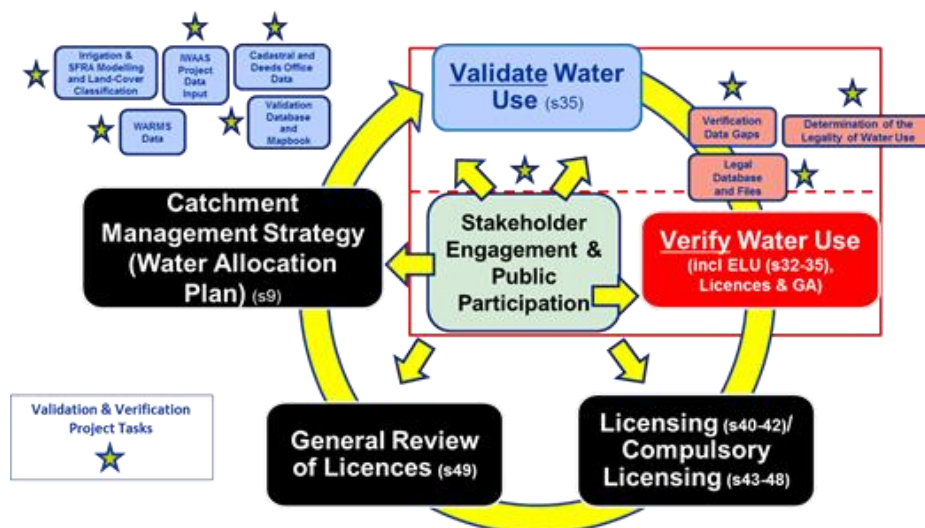 Irrigation &
SFRA Modelling
and Land-Cover
Classification
IWAAS
Project
Data
Input
Cadastral and
Deeds Office
Data
WARMS
Data
Validation
Database
and
Mapbook
Validate Water
Use (s35)
Verification
Data Gaps
Determination of the
Legality of Water Use
Legal
Database
and Files
Catchment
Management Strategy
(Water Allocation
Plan) (s9)
Stakeholder
Engagement &
Public
Participation
Verify Water Use
(incl ELU (s32-35),
Licences & GA)
Validation & Verification
Project Tasks
General Review
of Licences (s49)
Licensing (s40-42)/
Compulsory
Licensing (s43-48)